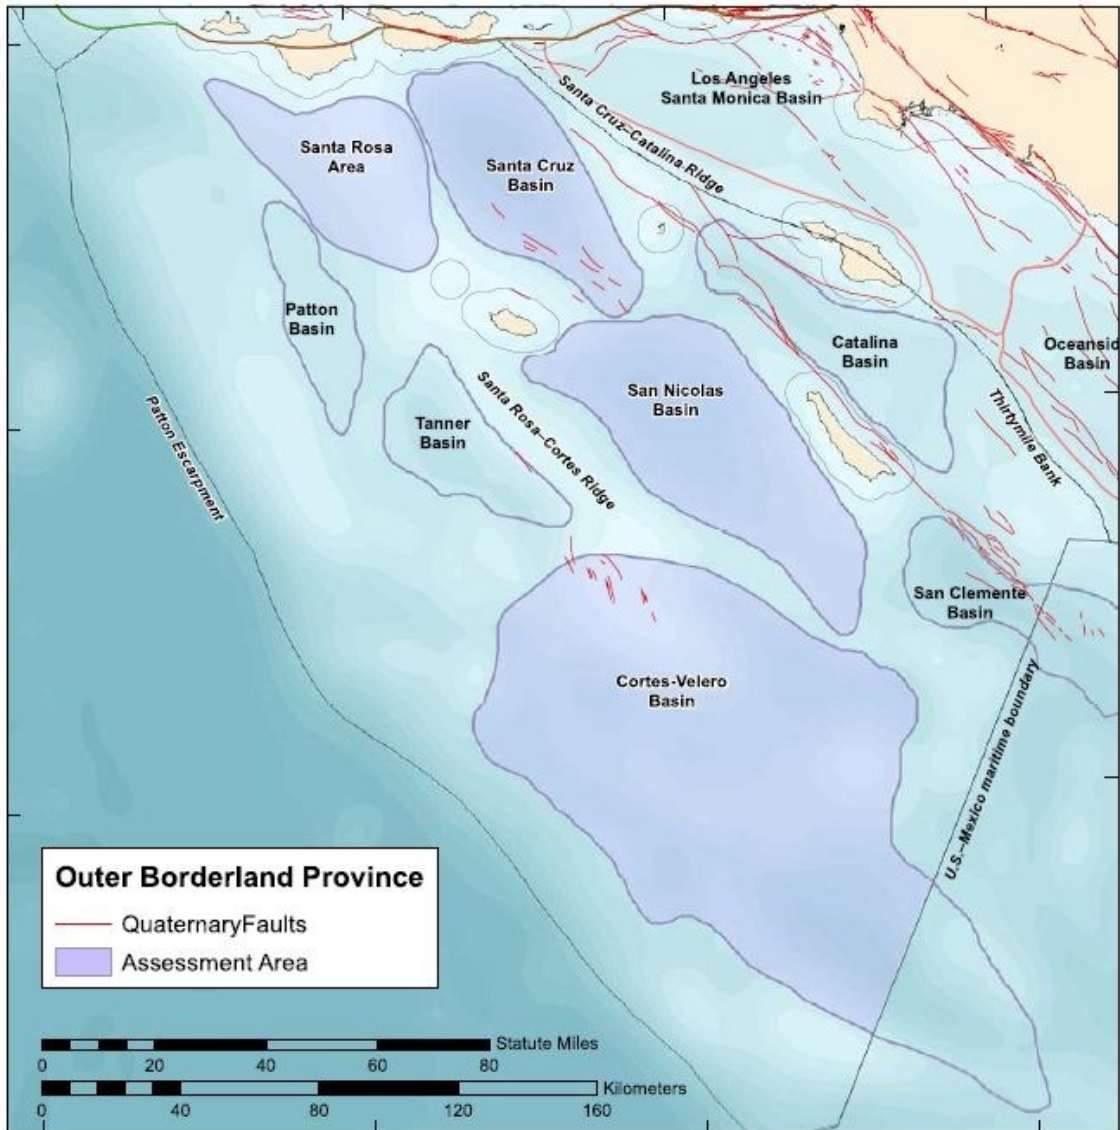 Los Angeles
Santa Monica Basin
Santa Cruz–Catalina Ridge
Santa Rosa
Area
Santa Cruz
Basin
Patton
Basin
Catalina
Basin
Oceansid
Basin
San Nicolas
Basin
Tanner
Basin
Santa Rosa–Cortes Ridge
Thirtymile Bank
Patton Escarpment
San Clemente
Basin
Cortes-Velero
Basin
U.S.–Mexico maritime boundary
Outer Borderland Province
QuaternaryFaults
Assessment Area
Statute Miles
0 20 40 60 80
Kilometers
0 40 80 120 160